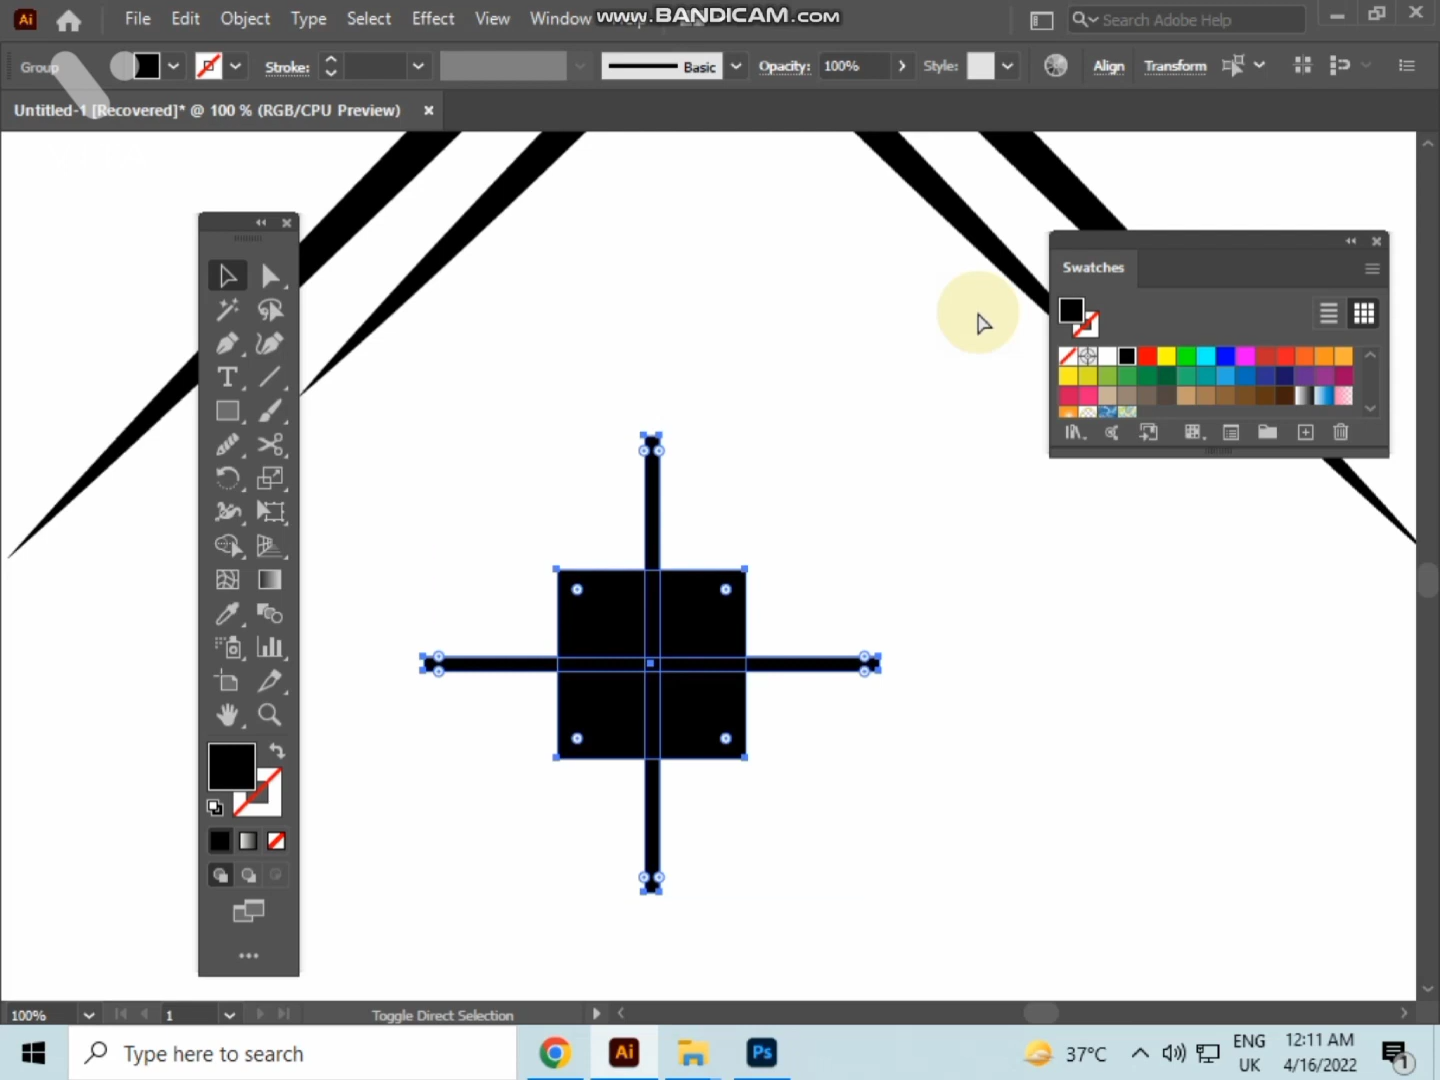 Ai File Edit Object Type Select Effect View Window www.BANDICAM.com Search Adobe Help
Group Stroke: Basic Opacity: 100% Style: Align Transform
Untitled-1 [Recovered]* @ 100 % (RGB/CPU Preview)
Swatches
100% 1 Toggle Direct Selection
Type here to search Ai Ps 37°C ENG 12:11 AM
UK 4/16/2022 1